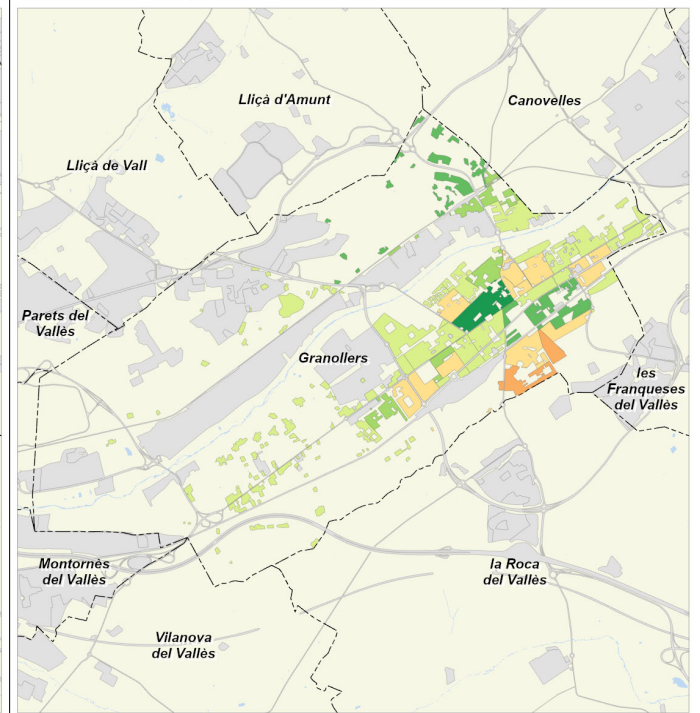 Lliçà d'Amunt
Canovelles
Lliçà de Vall
Parets del
Vallès
Granollers
les
Franqueses
del Vallès
Montornès
del Vallès
la Roca
del Vallès
Vilanova
del Vallès